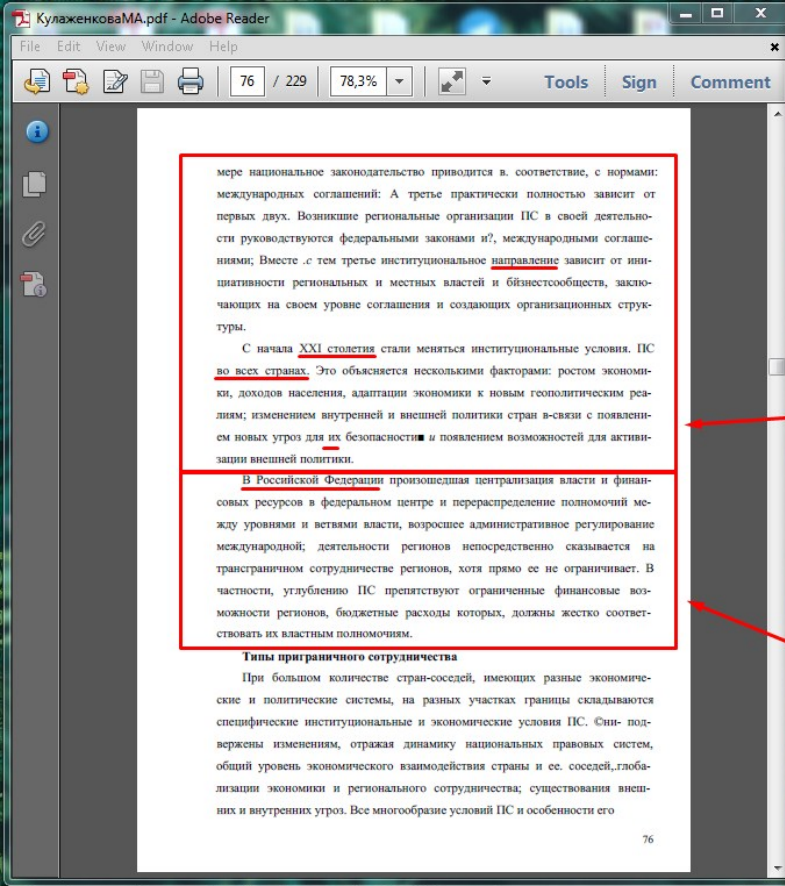 КулаженковаМА.pdf - Adobe Reader
File Edit View Window Help
76 / 229 78,3% Tools Sign Comment
мере национальное законодательство приводится в. соответствие, с нормами:
международных соглашений: А третье практически полностью зависит от
первых двух. Возникшие региональные организации ПС в своей деятельно-
сти руководствуются федеральными законами и?, международными соглаше-
ниями; Вместе .с тем третье институциональное направление зависит от ини-
циативности региональных и местных властей и бйзнестсообществ, заклю-
чающих на своем уровне соглашения и создающих организационных струк-
туры.
С начала XXI столетия стали меняться институциональные условия. ПС
во всех странах. Это объясняется несколькими факторами: ростом экономи-
ки, доходов населения, адаптации экономики к новым геополитическим реа-
лиям; изменением внутренней и внешней политики стран в-связи с появлени-
ем новых угроз для их безопасности■ и появлением возможностей для активи-
зации внешней политики.
В Российской Федерации произошедшая централизация власти и финан-
совых ресурсов в федеральном центре и перераспределение полномочий ме-
жду уровнями и ветвями власти, возросшее административное регулирование
международной; деятельности регионов непосредственно сказывается на
трансграничном сотрудничестве регионов, хотя прямо ее не ограничивает. В
частности, углублению ПС препятствуют ограниченные финансовые воз-
можности регионов, бюджетные расходы которых, должны жестко соответ-
ствовать их властным полномочиям.
Типы приграничного сотрудничества
При большом количестве стран-соседей, имеющих разные экономиче-
ские и политические системы, на разных участках границы складываются
специфические институциональные и экономические условия ПС. ©ни- под-
вержены изменениям, отражая динамику национальных правовых систем,
общий уровень экономического взаимодействия страны и ее. соседей,.глоба-
лизации экономики и регионального сотрудничества; существования внеш-
них и внутренних угроз. Все многообразие условий ПС и особенности его
76